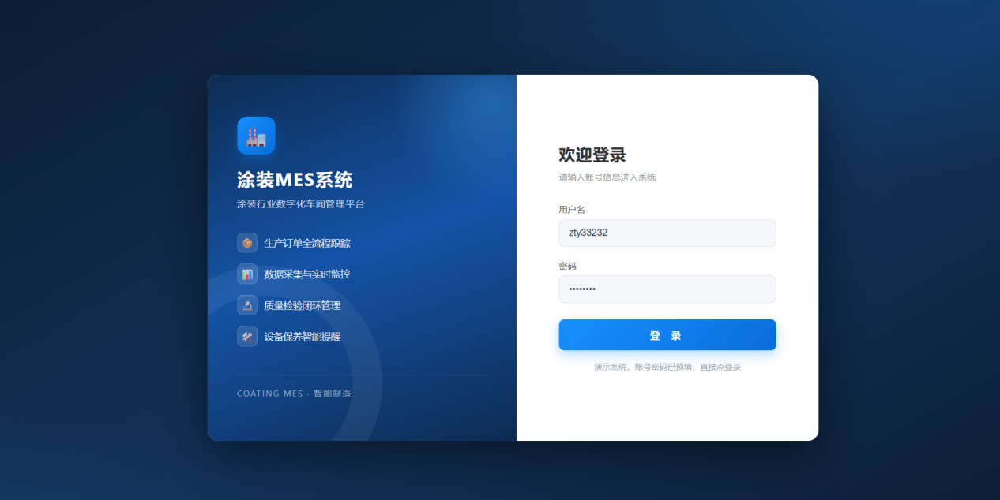 涂装MES系统
涂装行业数字化车间管理平台
生产订单全流程跟踪
数据采集与实时监控
质量检验闭环管理
设备保养智能提醒
COATING MES · 智能制造
欢迎登录
请输入账号信息进入系统
用户名
zty33232
密码
••••••••
登 录
演示系统，账号密码已预填，直接点登录